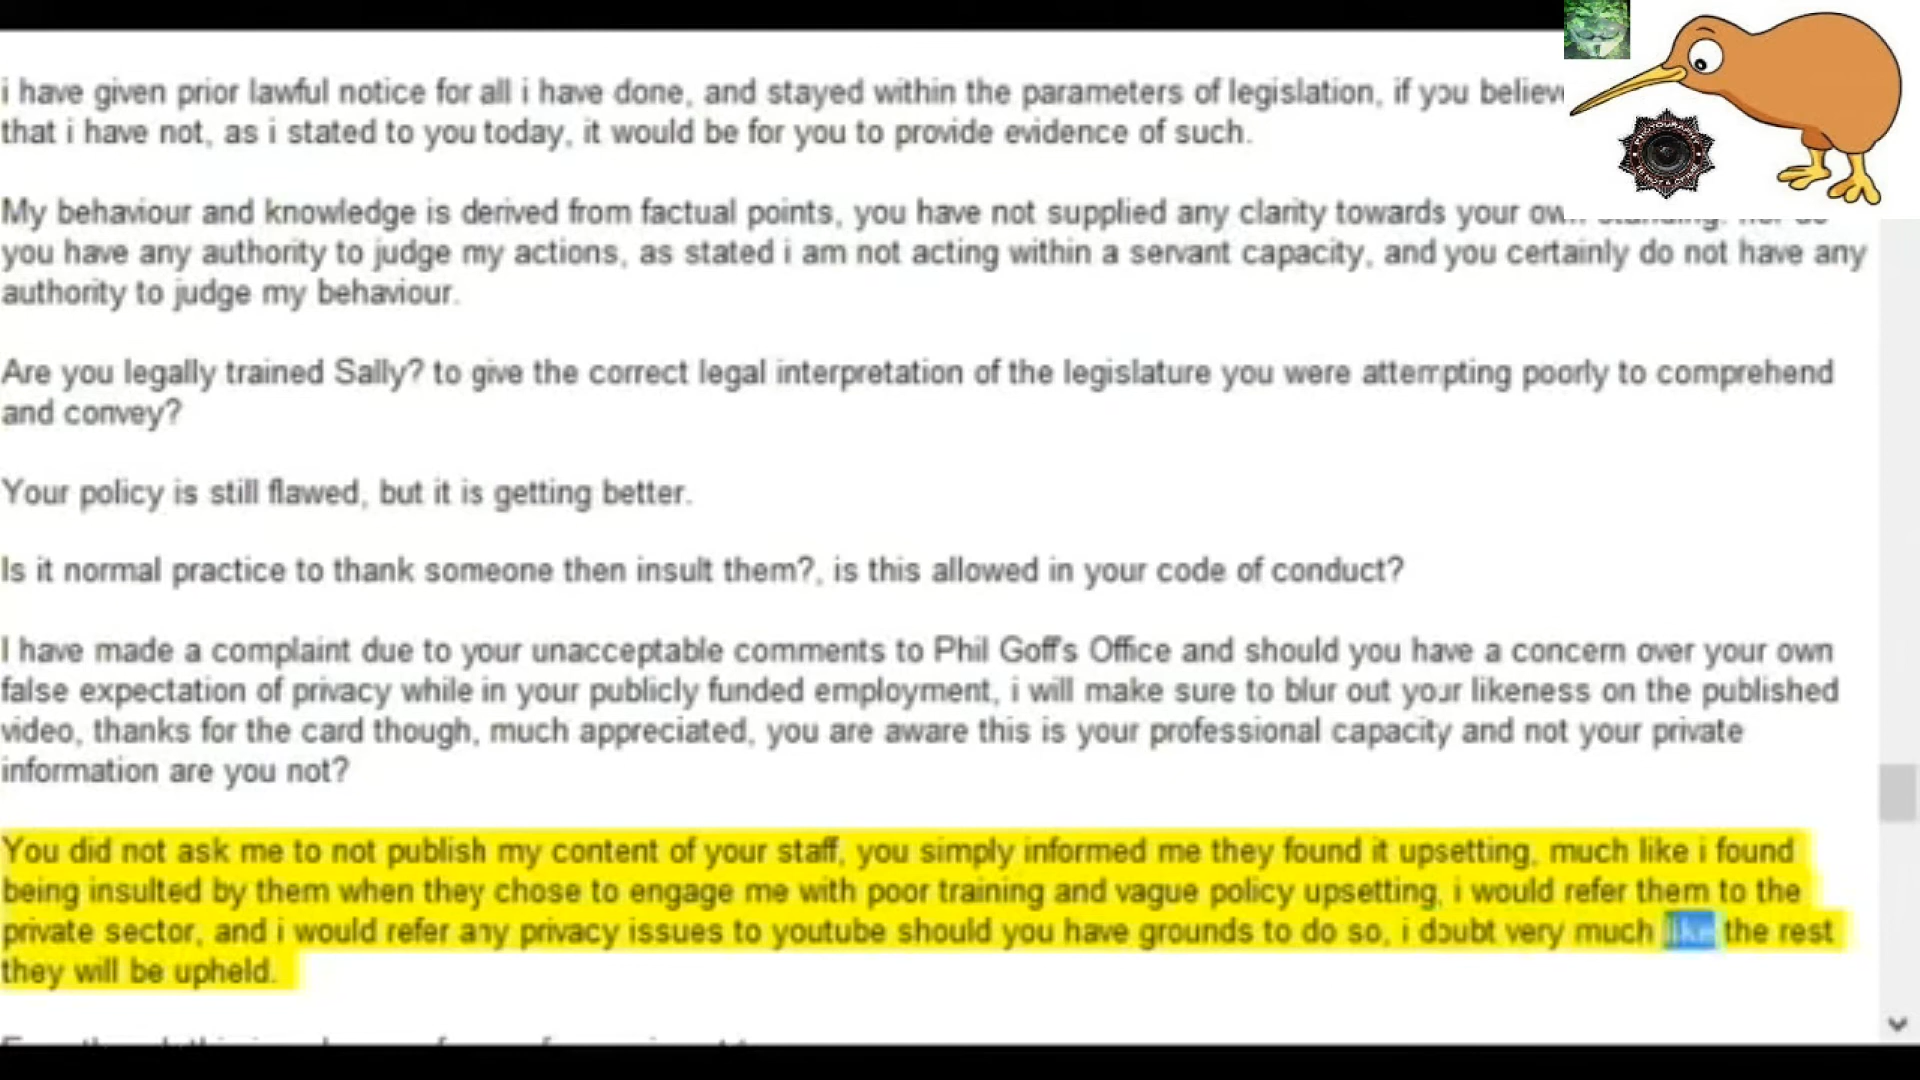 i have given prior lawful notice for all i have done, and stayed within the parameters of legislation, if you believe
that i have not, as i stated to you today, it would be for you to provide evidence of such.
My behaviour and knowledge is derived from factual points, you have not supplied any clarity towards your own standing. nor do
you have any authority to judge my actions, as stated i am not acting within a servant capacity, and you certainly do not have any
authority to judge my behaviour.
Are you legally trained Sally? to give the correct legal interpretation of the legislature you were attempting poorly to comprehend
and convey?
Your policy is still flawed, but it is getting better.
Is it normal practice to thank someone then insult them?, is this allowed in your code of conduct?
I have made a complaint due to your unacceptable comments to Phil Goff's Office and should you have a concern over your own
false expectation of privacy while in your publicly funded employment, i will make sure to blur out your likeness on the published
video, thanks for the card though, much appreciated, you are aware this is your professional capacity and not your private
information are you not?
You did not ask me to not publish my content of your staff, you simply informed me they found it upsetting, much like i found
being insulted by them when they chose to engage me with poor training and vague policy upsetting, i would refer them to the
private sector, and i would refer any privacy issues to youtube should you have grounds to do so, i doubt very much like the rest
they will be upheld.